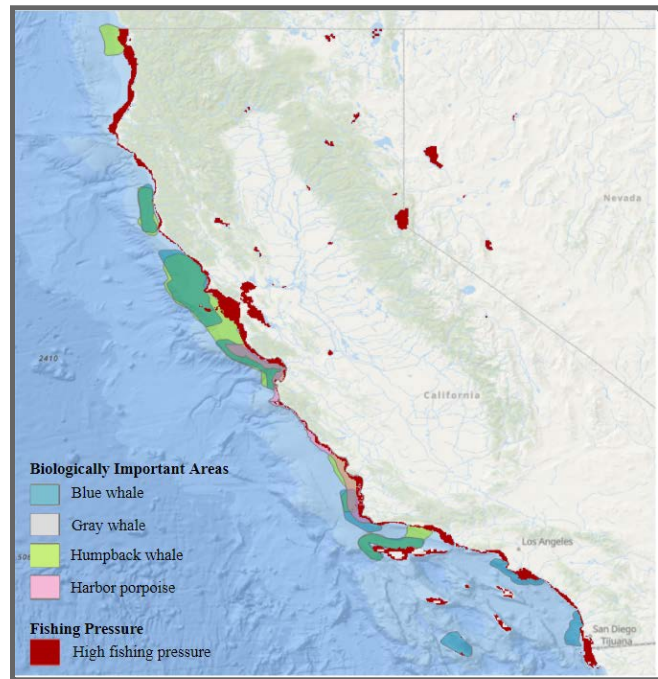 Nevada
2410
California
Biologically Important Areas
Blue whale
Gray whale
Humpback whale
Harbor porpoise
Los Angeles
Fishing Pressure
High fishing pressure
San Diego
Tijuana